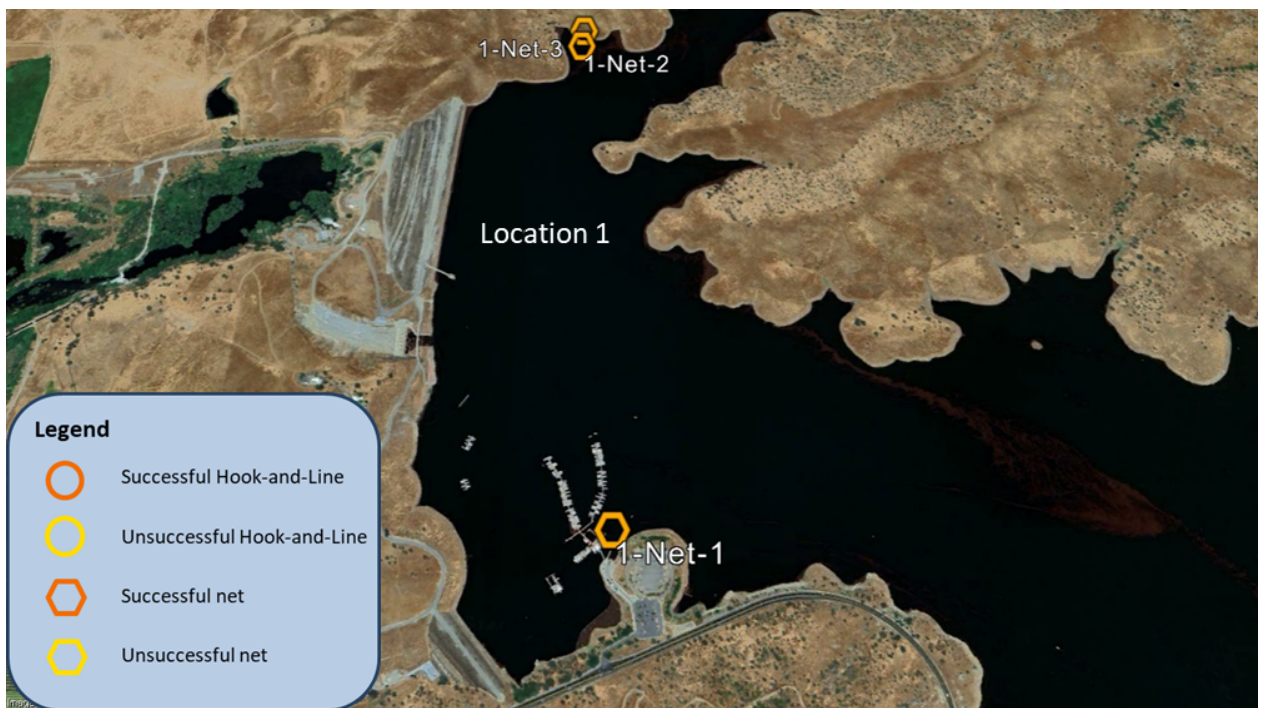 1-Net-3
1-Net-2
Location 1
1-Net-1
Legend
Successful Hook-and-Line
Unsuccessful Hook-and-Line
Successful net
Unsuccessful net